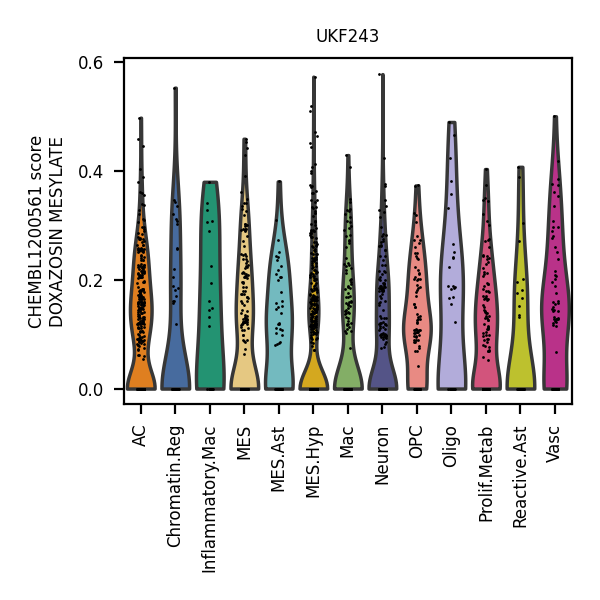 UKF243
CHEMBL1200561 score
DOXAZOSIN MESYLATE
0.6
0.4
0.2
0.0
AC
Chromatin.Reg
Inflammatory.Mac
MES
MES.Ast
MES.Hyp
Mac
Neuron
OPC
Oligo
Prolif.Metab
Reactive.Ast
Vasc